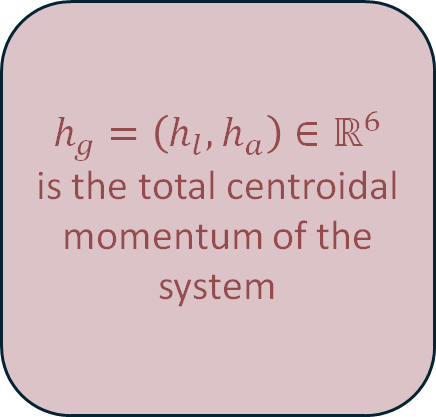 h_g = (h_l, h_a) ∈ ℝ^6
is the total centroidal
momentum of the
system